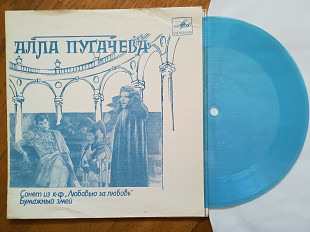 АЛЛА ПУГАЧЕВА
Сонет из к-ф „Любовью за любовь"
Бумажный змей